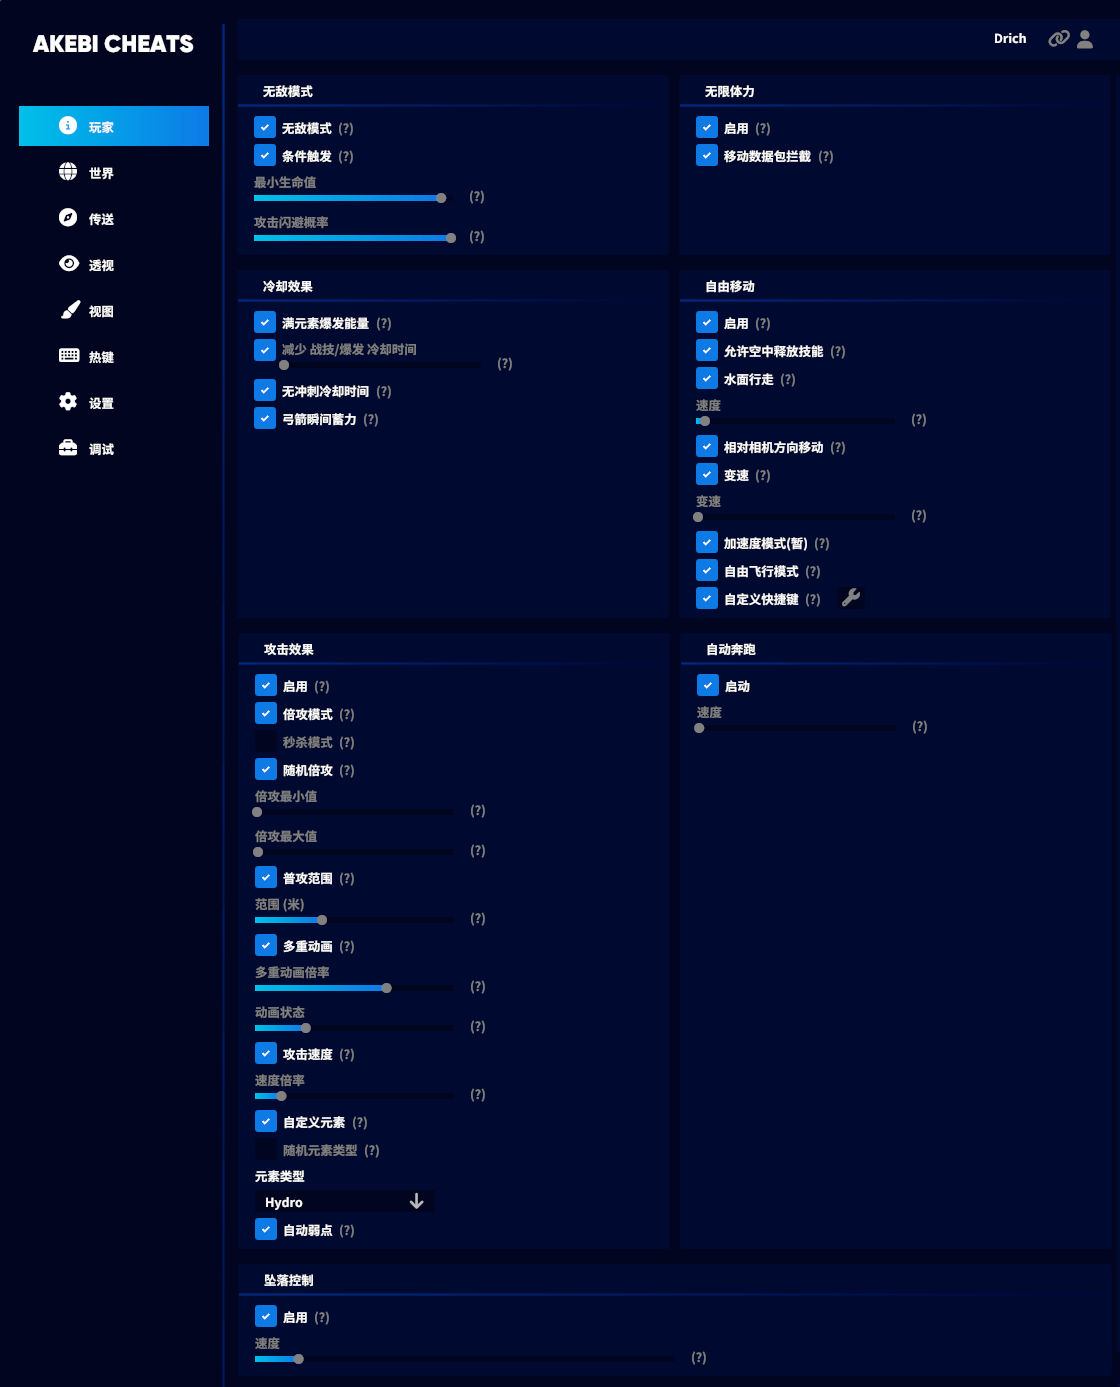 AKEBI CHEATS
Drich
玩家
世界
传送
透视
视图
热键
设置
调试
无敌模式
无敌模式 (?)
条件触发 (?)
最小生命值
(?)
攻击闪避概率
(?)
无限体力
启用 (?)
移动数据包拦截 (?)
冷却效果
满元素爆发能量 (?)
减少 战技/爆发 冷却时间
(?)
无冲刺冷却时间 (?)
弓箭瞬间蓄力 (?)
自由移动
启用 (?)
允许空中释放技能 (?)
水面行走 (?)
速度
(?)
相对相机方向移动 (?)
变速 (?)
变速
(?)
加速度模式(暂) (?)
自由飞行模式 (?)
自定义快捷键 (?)
攻击效果
启用 (?)
倍攻模式 (?)
秒杀模式 (?)
随机倍攻 (?)
倍攻最小值
(?)
倍攻最大值
(?)
普攻范围 (?)
范围 (米)
(?)
多重动画 (?)
多重动画倍率
(?)
动画状态
(?)
攻击速度 (?)
速度倍率
(?)
自定义元素 (?)
随机元素类型 (?)
元素类型
Hydro
自动弱点 (?)
自动奔跑
启动
速度
(?)
坠落控制
启用 (?)
速度
(?)